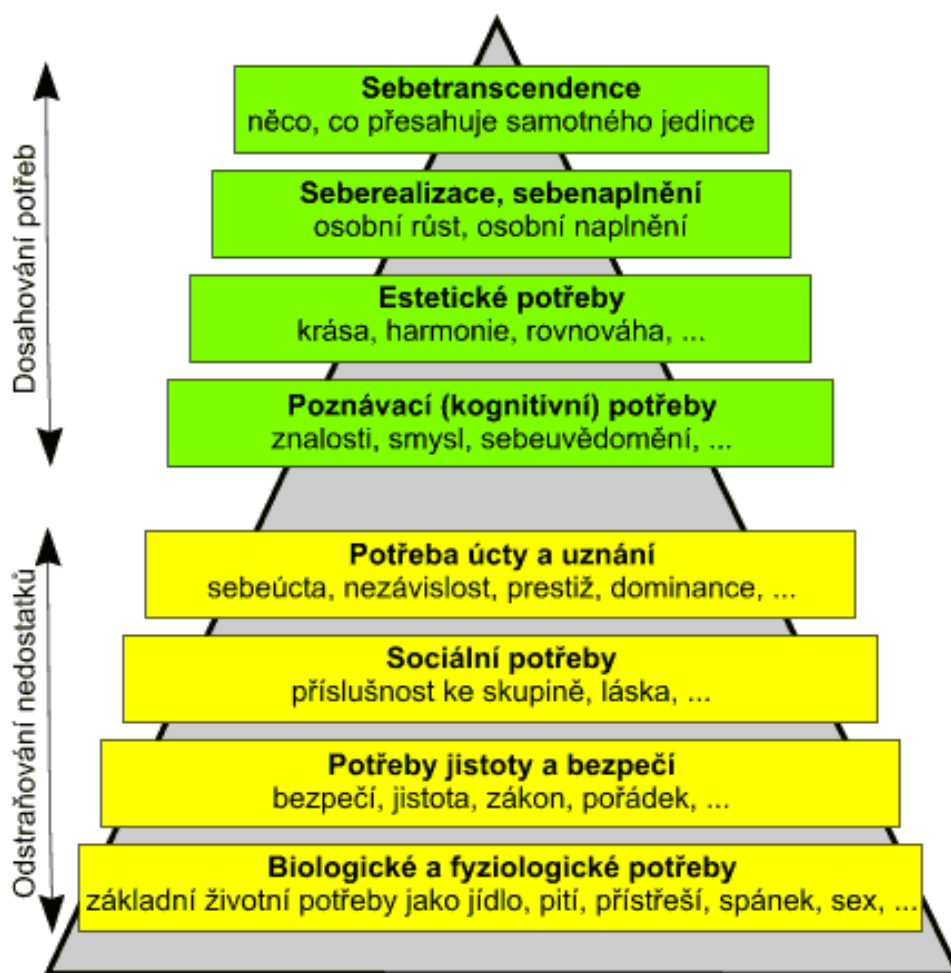 Sebetranscendence
něco, co přesahuje samotného jedince
Seberealizace, sebenaplnění
osobní růst, osobní naplnění
Estetické potřeby
krása, harmonie, rovnováha, ...
Poznávací (kognitivní) potřeby
znalosti, smysl, sebeuvědomění, ...
Dosahování potřeb
Potřeba úcty a uznání
sebeúcta, nezávislost, prestiž, dominance, ...
Sociální potřeby
příslušnost ke skupině, láska, ...
Potřeby jistoty a bezpečí
bezpečí, jistota, zákon, pořádek, ...
Biologické a fyziologické potřeby
základní životní potřeby jako jídlo, pití, přístřeší, spánek, sex, ...
Odstraňování nedostatků